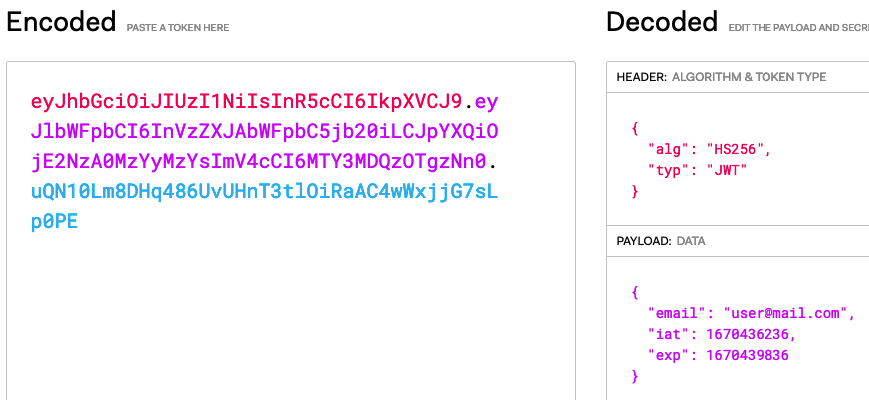 Encoded PASTE A TOKEN HERE
eyJhbGciOiJIUzI1NiIsInR5cCI6IkpXVCJ9.ey
JlbWFpbCI6InVzZXJAbWFpbC5jb20iLCJpYXQiO
jE2NzA0MzYyMzYsImV4cCI6MTY3MDQzOTgzNn0.
uQN10Lm8DHq486UvUHnT3tlOiRaAC4wWxjjG7sL
p0PE
Decoded EDIT THE PAYLOAD AND SECRE
HEADER: ALGORITHM & TOKEN TYPE
{
"alg": "HS256",
"typ": "JWT"
}
PAYLOAD: DATA
{
"email": "user@mail.com",
"iat": 1670436236,
"exp": 1670439836
}